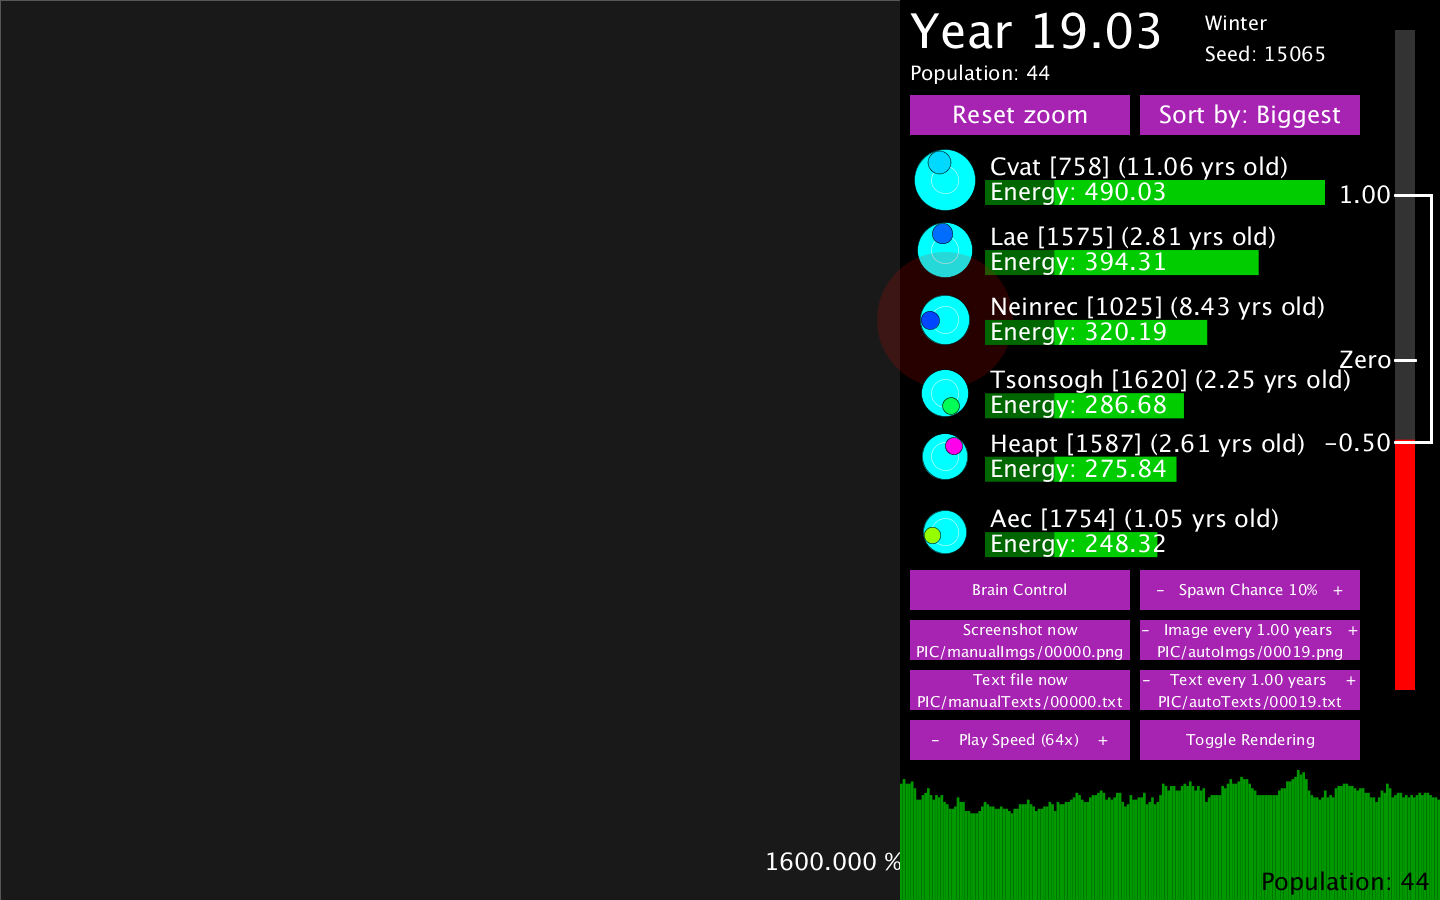 Year 19.03
Winter
Seed: 15065
Population: 44
Reset zoom
Sort by: Biggest
Cvat [758] (11.06 yrs old)
Energy: 490.03
1.00
Lae [1575] (2.81 yrs old)
Energy: 394.31
Neinrec [1025] (8.43 yrs old)
Energy: 320.19
Zero
Tsonsogh [1620] (2.25 yrs old)
Energy: 286.68
Heapt [1587] (2.61 yrs old)
-0.50
Energy: 275.84
Aec [1754] (1.05 yrs old)
Energy: 248.32
Brain Control
- Spawn Chance 10% +
Screenshot now
PIC/manualImgs/00000.png
- Image every 1.00 years +
PIC/autoImgs/00019.png
Text file now
PIC/manualTexts/00000.txt
- Text every 1.00 years +
PIC/autoTexts/00019.txt
- Play Speed (64x) +
Toggle Rendering
1600.000 %
Population: 44